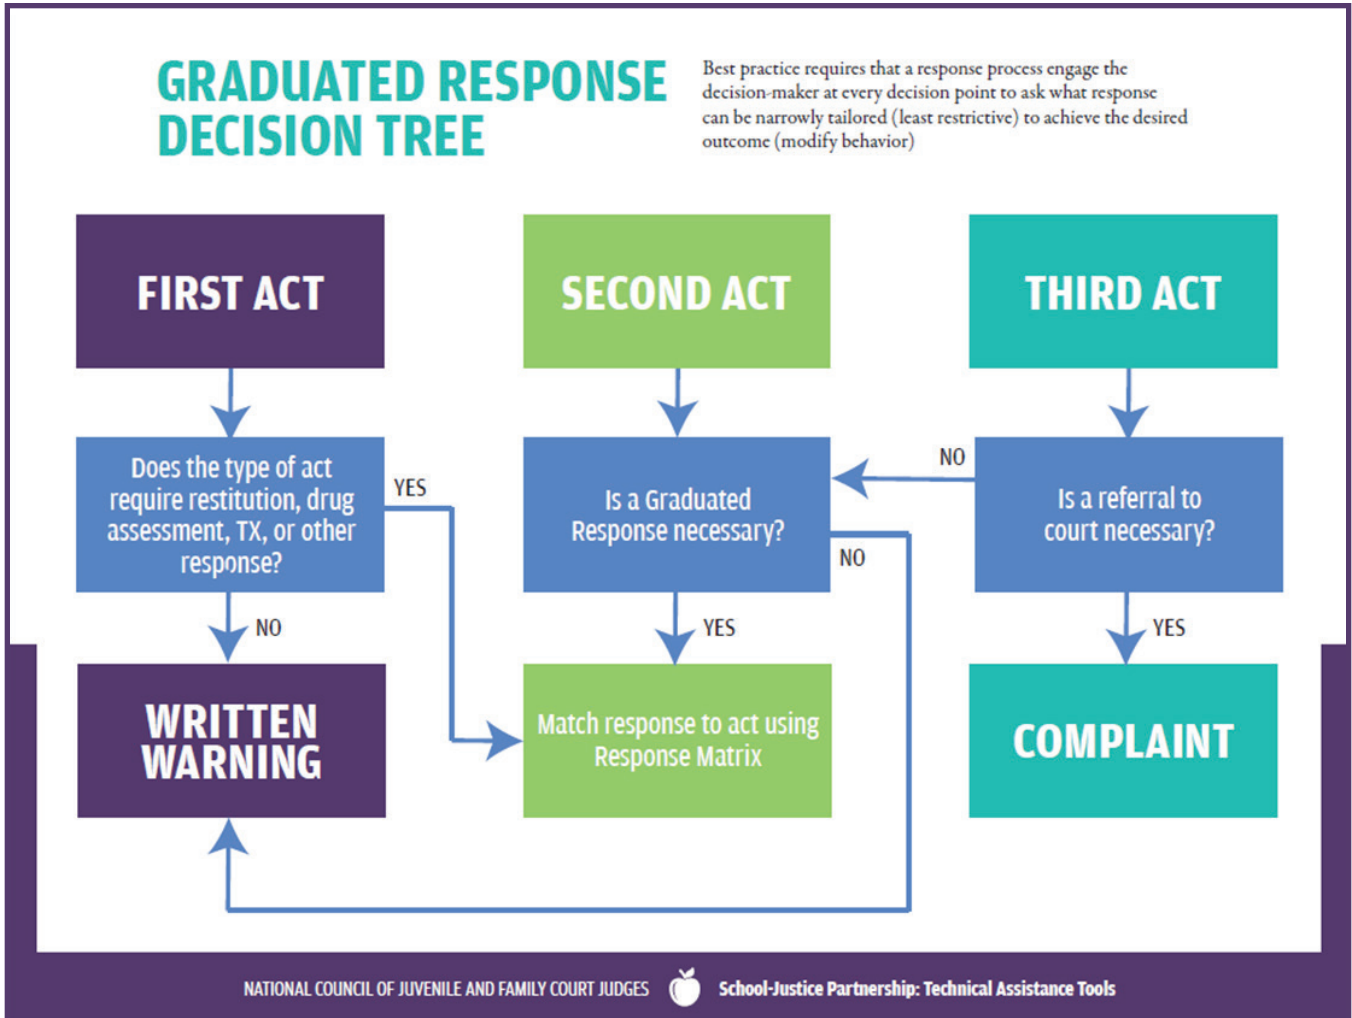 GRADUATED RESPONSE
DECISION TREE
Best practice requires that a response process engage the
decision-maker at every decision point to ask what response
can be narrowly tailored (least restrictive) to achieve the desired
outcome (modify behavior)
FIRST ACT
SECOND ACT
THIRD ACT
Does the type of act
require restitution, drug
assessment, TX, or other
response?
YES
Is a Graduated
Response necessary?
NO
NO
Is a referral to
court necessary?
NO
YES
YES
WRITTEN
WARNING
Match response to act using
Response Matrix
COMPLAINT
NATIONAL COUNCIL OF JUVENILE AND FAMILY COURT JUDGES
School-Justice Partnership: Technical Assistance Tools